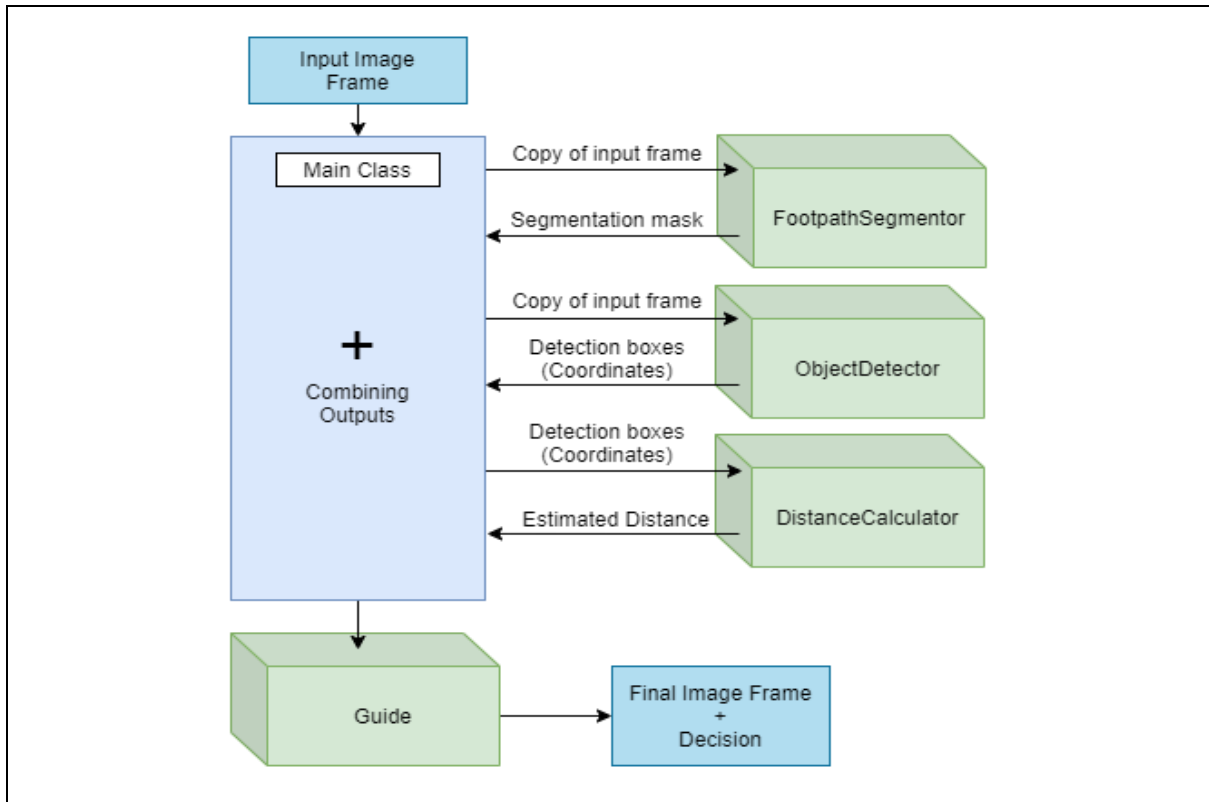 Input Image
Frame
Main Class
Copy of input frame
Segmentation mask
FootpathSegmentor
Copy of input frame
Detection boxes
(Coordinates)
ObjectDetector
+
Combining
Outputs
Detection boxes
(Coordinates)
Estimated Distance
DistanceCalculator
Guide
Final Image Frame
+
Decision